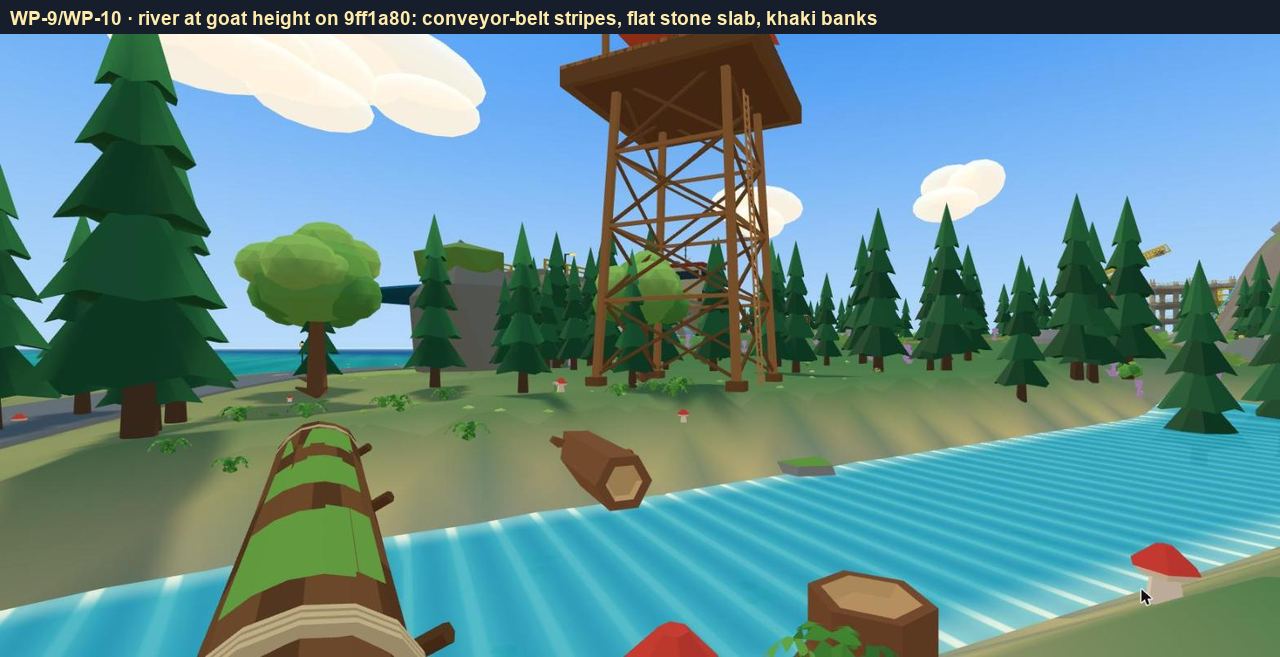 WP-9/WP-10 · river at goat height on 9ff1a80: conveyor-belt stripes, flat stone slab, khaki banks